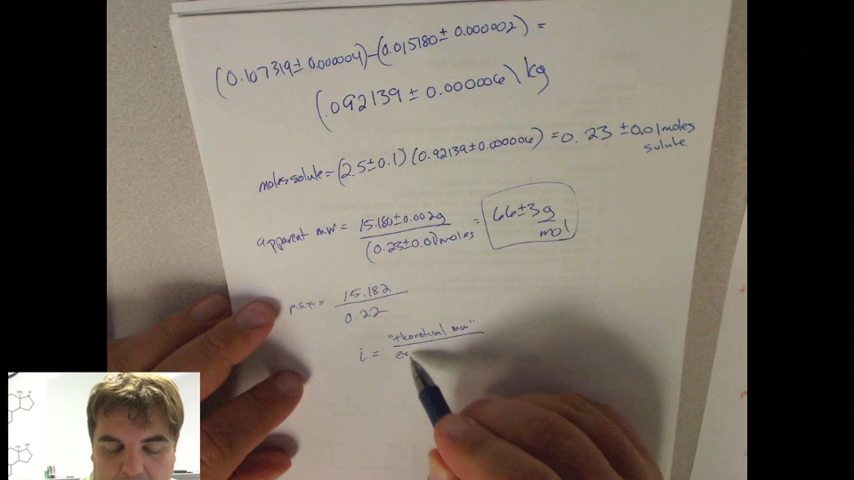 (0.107319±0.000004)-(0.015180±0.000002) =
(.092139±0.000006) kg
moles solute = (2.5±0.1)(0.92139±0.000006) = 0.23 ±0.01 moles
solute
apparent mw = 15.180±0.002g
(0.23±0.01) moles
= 66±3 g
mol
max = 15.182
0.22
i = "theoretical mw"